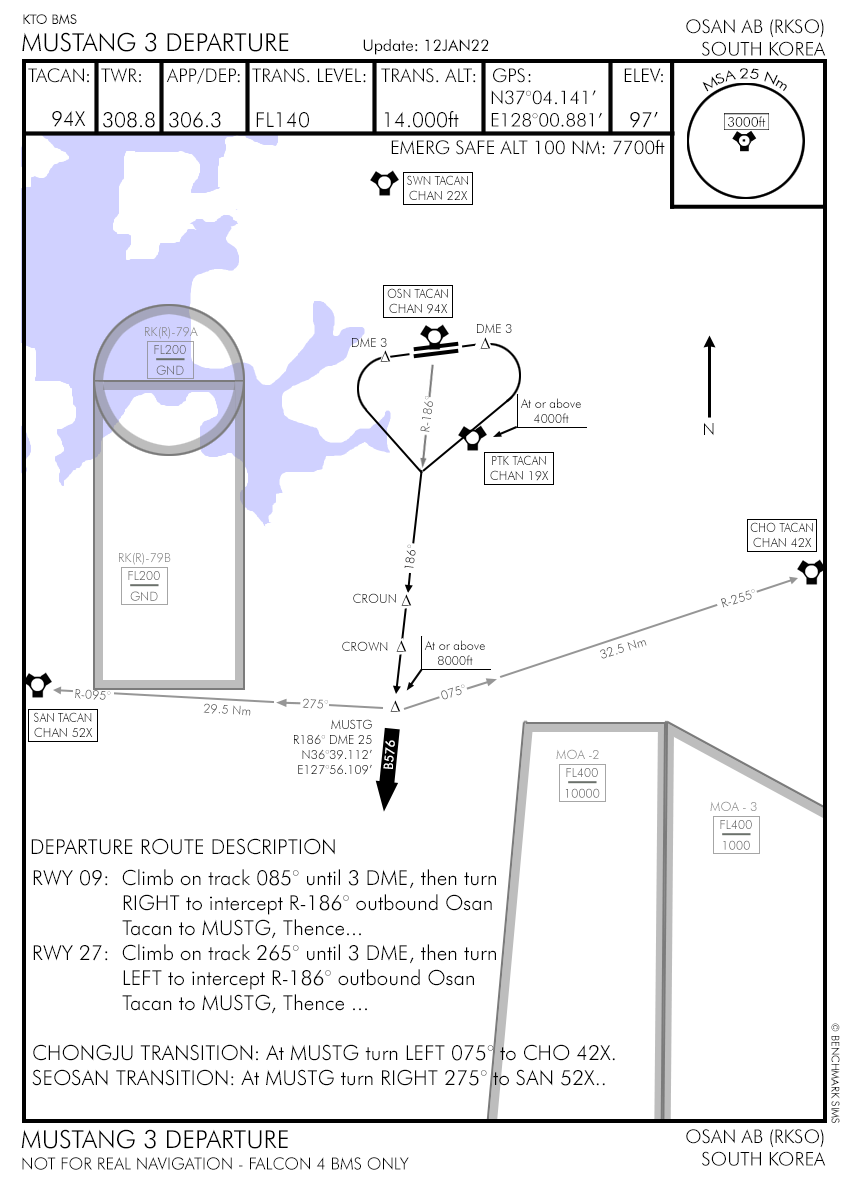 KTO BMS
MUSTANG 3 DEPARTURE
Update: 12JAN22
OSAN AB (RKSO)
SOUTH KOREA
TACAN:
94X
TWR:
308.8
APP/DEP:
306.3
TRANS. LEVEL:
FL140
TRANS. ALT:
14.000ft
GPS:
N37°04.141’
E128°00.881’
ELEV:
97’
MSA 25 Nm
3000ft
EMERG SAFE ALT 100 NM: 7700ft
SWN TACAN
CHAN 22X
OSN TACAN
CHAN 94X
DME 3
DME 3
RK(R)-79A
FL200
GND
R-186°
At or above
4000ft
N
PTK TACAN
CHAN 19X
CHO TACAN
CHAN 42X
186°
RK(R)-79B
FL200
GND
CROUN
R-255°
CROWN
At or above
8000ft
32.5 Nm
R-095°
29.5 Nm
275°
075°
SAN TACAN
CHAN 52X
MUSTG
R186° DME 25
N36°39.112’
E127°56.109’
B576
MOA -2
FL400
10000
MOA - 3
FL400
1000
DEPARTURE ROUTE DESCRIPTION
RWY 09: Climb on track 085° until 3 DME, then turn
RIGHT to intercept R-186° outbound Osan
Tacan to MUSTG, Thence...
RWY 27: Climb on track 265° until 3 DME, then turn
LEFT to intercept R-186° outbound Osan
Tacan to MUSTG, Thence ...
CHONGJU TRANSITION: At MUSTG turn LEFT 075° to CHO 42X.
SEOSAN TRANSITION: At MUSTG turn RIGHT 275° to SAN 52X..
© BENCHMARK SIMS
MUSTANG 3 DEPARTURE
NOT FOR REAL NAVIGATION - FALCON 4 BMS ONLY
OSAN AB (RKSO)
SOUTH KOREA